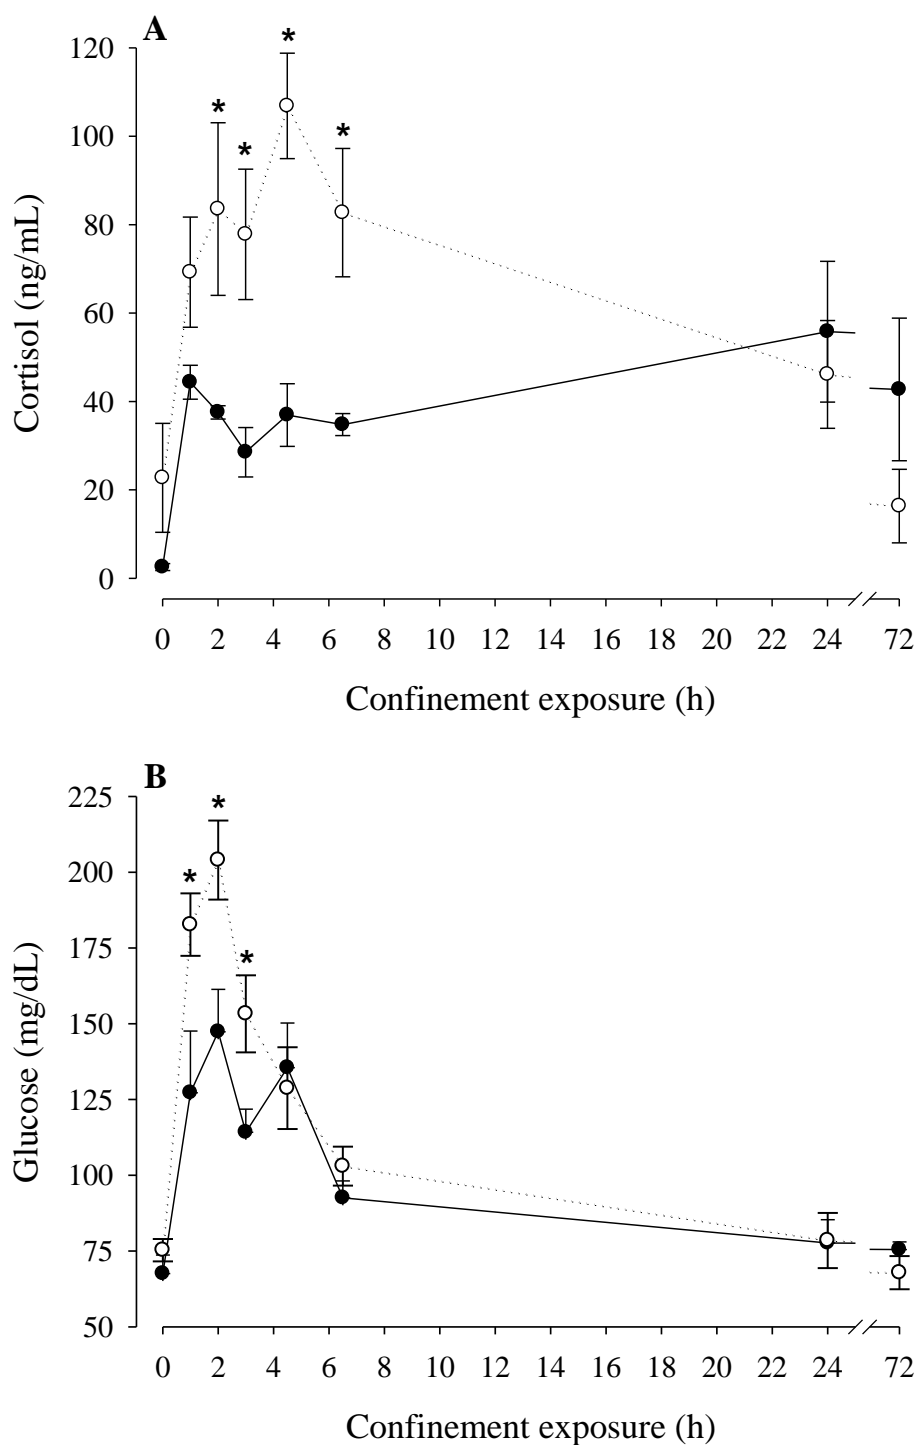 A
* * * *
120
100
80
60
40
20
0
Cortisol (ng/mL)
0 2 4 6 8 10 12 14 16 18 20 22 24 72
Confinement exposure (h)
B
* * *
225
200
175
150
125
100
75
50
Glucose (mg/dL)
0 2 4 6 8 10 12 14 16 18 20 22 24 72
Confinement exposure (h)